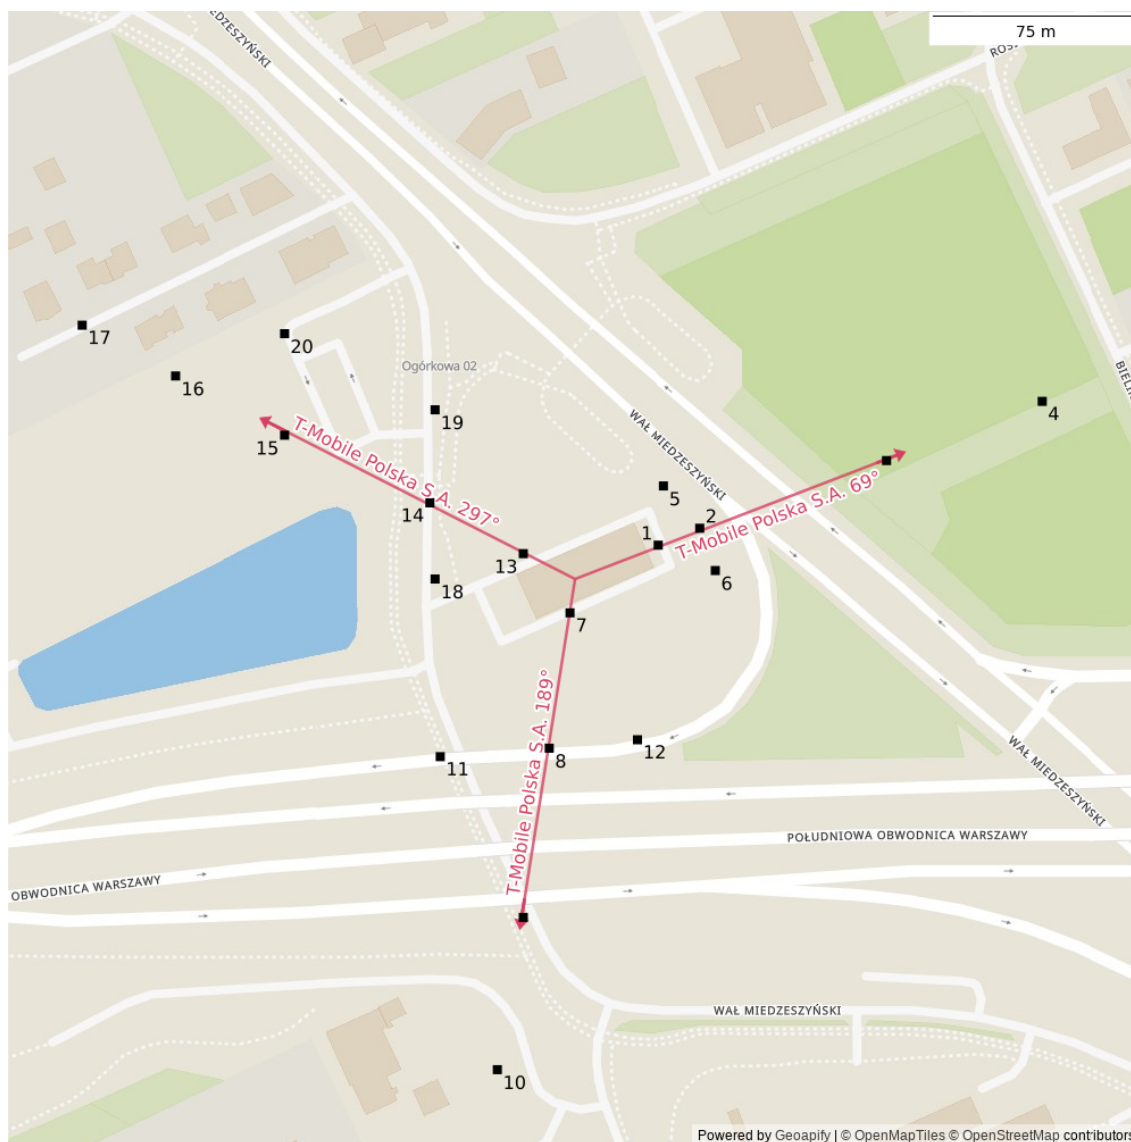 DZESZYŃSKI
75 m
ROS
17
20
16
Ogórkowa 02
19
4
BIELI
WAŁ MIEDZESZYŃSKI
T-Mobile Polska S.A. 297°
15
14
5
2
1
T-Mobile Polska S.A. 69°
13
6
18
7
T-Mobile Polska S.A. 189°
12
8
11
WAŁ MIEDZESZYŃSKI
POŁUDNIOWA OBWODNICA WARSZAWY
OBWODNICA WARSZAWY
WAŁ MIEDZESZYŃSKI
10
Powered by Geoapify | © OpenMapTiles © OpenStreetMap contributors